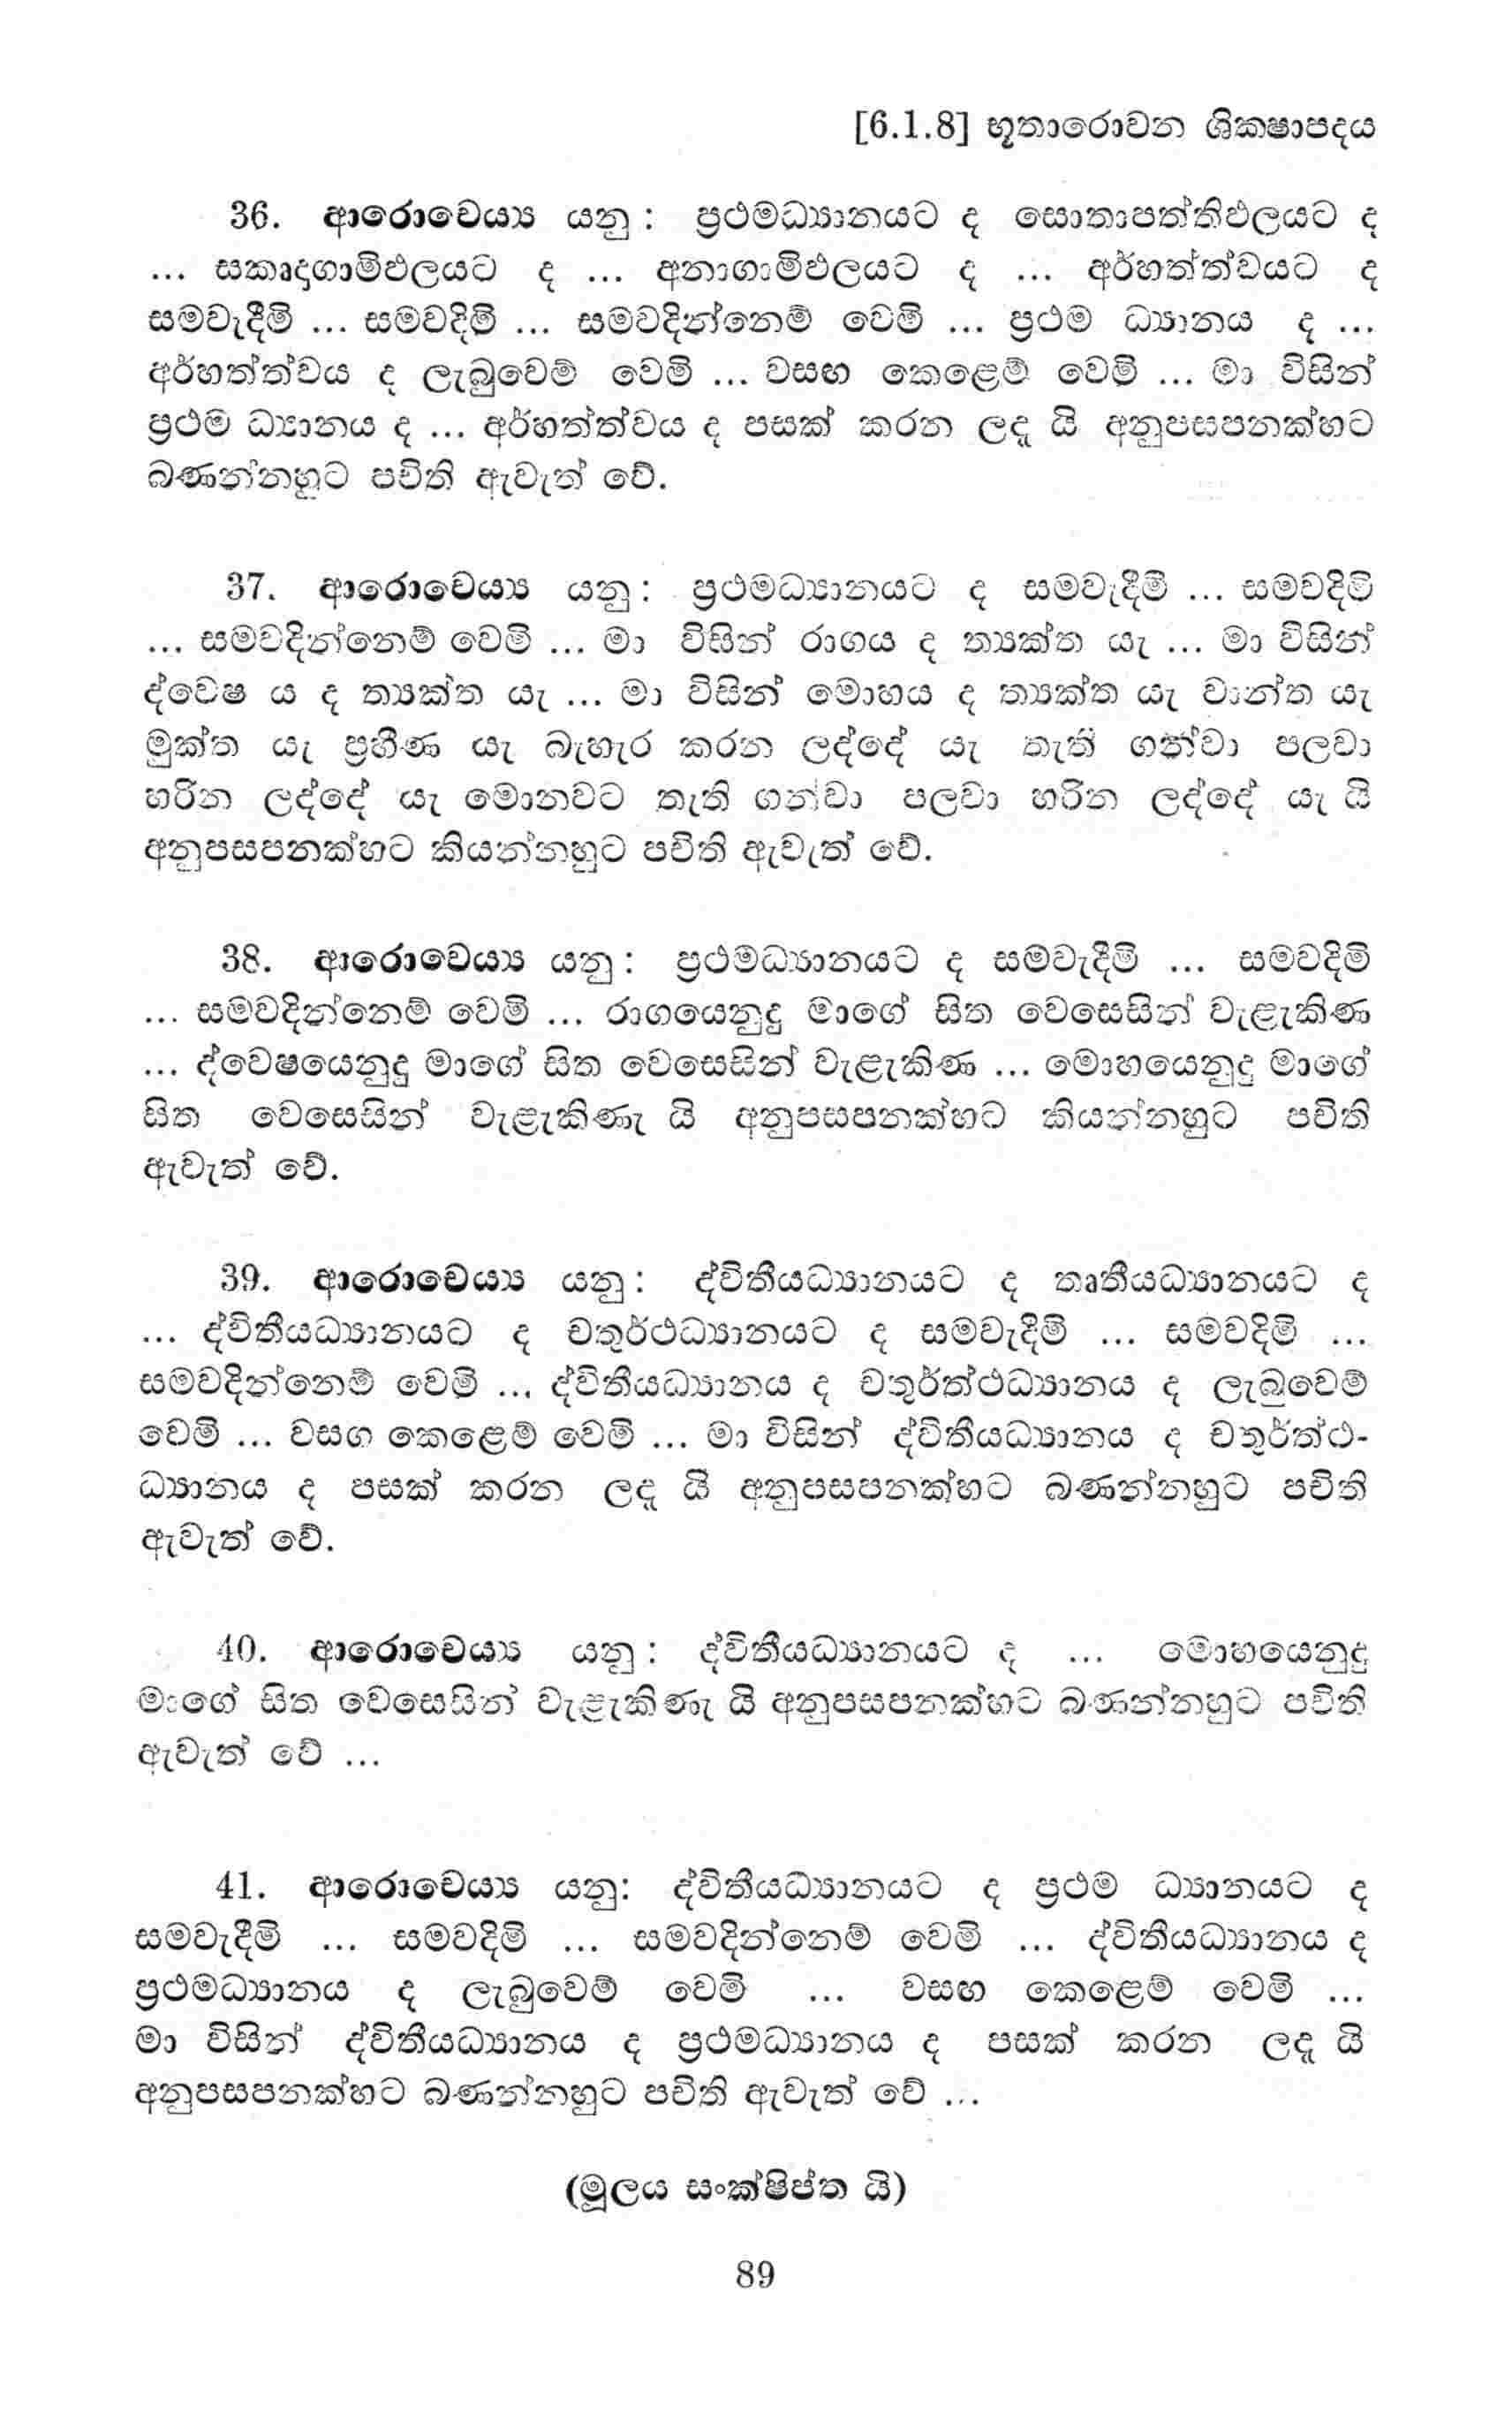 [6.1.8] භූතාරොචන ශික්‍ෂාපදය
36. ආරොචෙය්‍ය යනු : ප්‍රථමධ්‍යානයට ද සොතාපත්තිඵලයට ද
... සකෘදාගාමිඵලයට ද ... අනාගාමිඵලයට ද ... අර්හත්ත්වයට ද
සමවැදීමි ... සමවදිමි ... සමවදින්නෙම් වෙමි ... ප්‍රථම ධ්‍යානය ද ...
අර්හත්ත්වය ද ලැබුවෙම් වෙමි ... වසඟ කෙළෙම් වෙමි ... මා විසින්
ප්‍රථම ධ්‍යානය ද ... අර්හත්ත්වය ද පසක් කරන ලදැ යි අනුපසපනක්හට
බණන්නහුට පචිති ඇවැත් වේ.
37. ආරොචෙය්‍ය යනු : ප්‍රථමධ්‍යානයට ද සමවැදීමි ... සමවදිමි
... සමවදින්නෙම් වෙමි ... මා විසින් රාගය ද ත්‍යක්ත යැ ... මා විසින්
ද්වෙෂ ය ද ත්‍යක්ත යැ ... මා විසින් මොහය ද ත්‍යක්ත යැ වාන්ත යැ
මුක්ත යැ ප්‍රහීණ යැ බැහැර කරන ලද්දේ යැ තැති ගන්වා පලවා
හරින ලද්දේ යැ මොනවට තැති ගන්වා පලවා හරින ලද්දේ යැ යි
අනුපසපනක්හට කියන්නහුට පචිති ඇවැත් වේ.
38. ආරොචෙය්‍ය යනු : ප්‍රථමධ්‍යානයට ද සමවැදීමි ... සමවදිමි
... සමවදින්නෙම් වෙමි ... රාගයෙනුදු මාගේ සිත වෙසෙසින් වැළැකිණ
... ද්වෙෂයෙනුදු මාගේ සිත වෙසෙසින් වැළැකිණ ... මොහයෙනුදු මාගේ
සිත වෙසෙසින් වැළැකිණැ යි අනුපසපනක්හට කියන්නහුට පචිති
ඇවැත් වේ.
39. ආරොචෙය්‍ය යනු : ද්විතීයධ්‍යානයට ද තෘතීයධ්‍යානයට ද
... ද්විතීයධ්‍යානයට ද චතුර්ථධ්‍යානයට ද සමවැදීමි ... සමවදිමි ...
සමවදින්නෙම් වෙමි ... ද්විතීයධ්‍යානය ද චතුර්ත්ථධ්‍යානය ද ලැබුවෙම්
වෙමි ... වසග කෙළෙම් වෙමි ... මා විසින් ද්විතීයධ්‍යානය ද චතුර්ත්ථ-
ධ්‍යානය ද පසක් කරන ලදැ යි අනුපසපනක්හට බණන්නහුට පචිති
ඇවැත් වේ.
40. ආරොචෙය්‍ය යනු : ද්විතීයධ්‍යානයට ද ... මොහයෙනුදු
මාගේ සිත වෙසෙසින් වැළැකිණැ යි අනුපසපනක්හට බණන්නහුට පචිති
ඇවැත් වේ ...
41. ආරොචෙය්‍ය යනු: ද්විතීයධ්‍යානයට ද ප්‍රථම ධ්‍යානයට ද
සමවැදීමි ... සමවදිමි ... සමවදින්නෙම් වෙමි ... ද්විතීයධ්‍යානය ද
ප්‍රථමධ්‍යානය ද ලැබුවෙම් වෙමි ... වසඟ කෙළෙම් වෙමි ...
මා විසින් ද්විතීයධ්‍යානය ද ප්‍රථමධ්‍යානය ද පසක් කරන ලදැ යි
අනුපසපනක්හට බණන්නහුට පචිති ඇවැත් වේ ...
(මූලය සංක්ෂිප්ත යි)
89